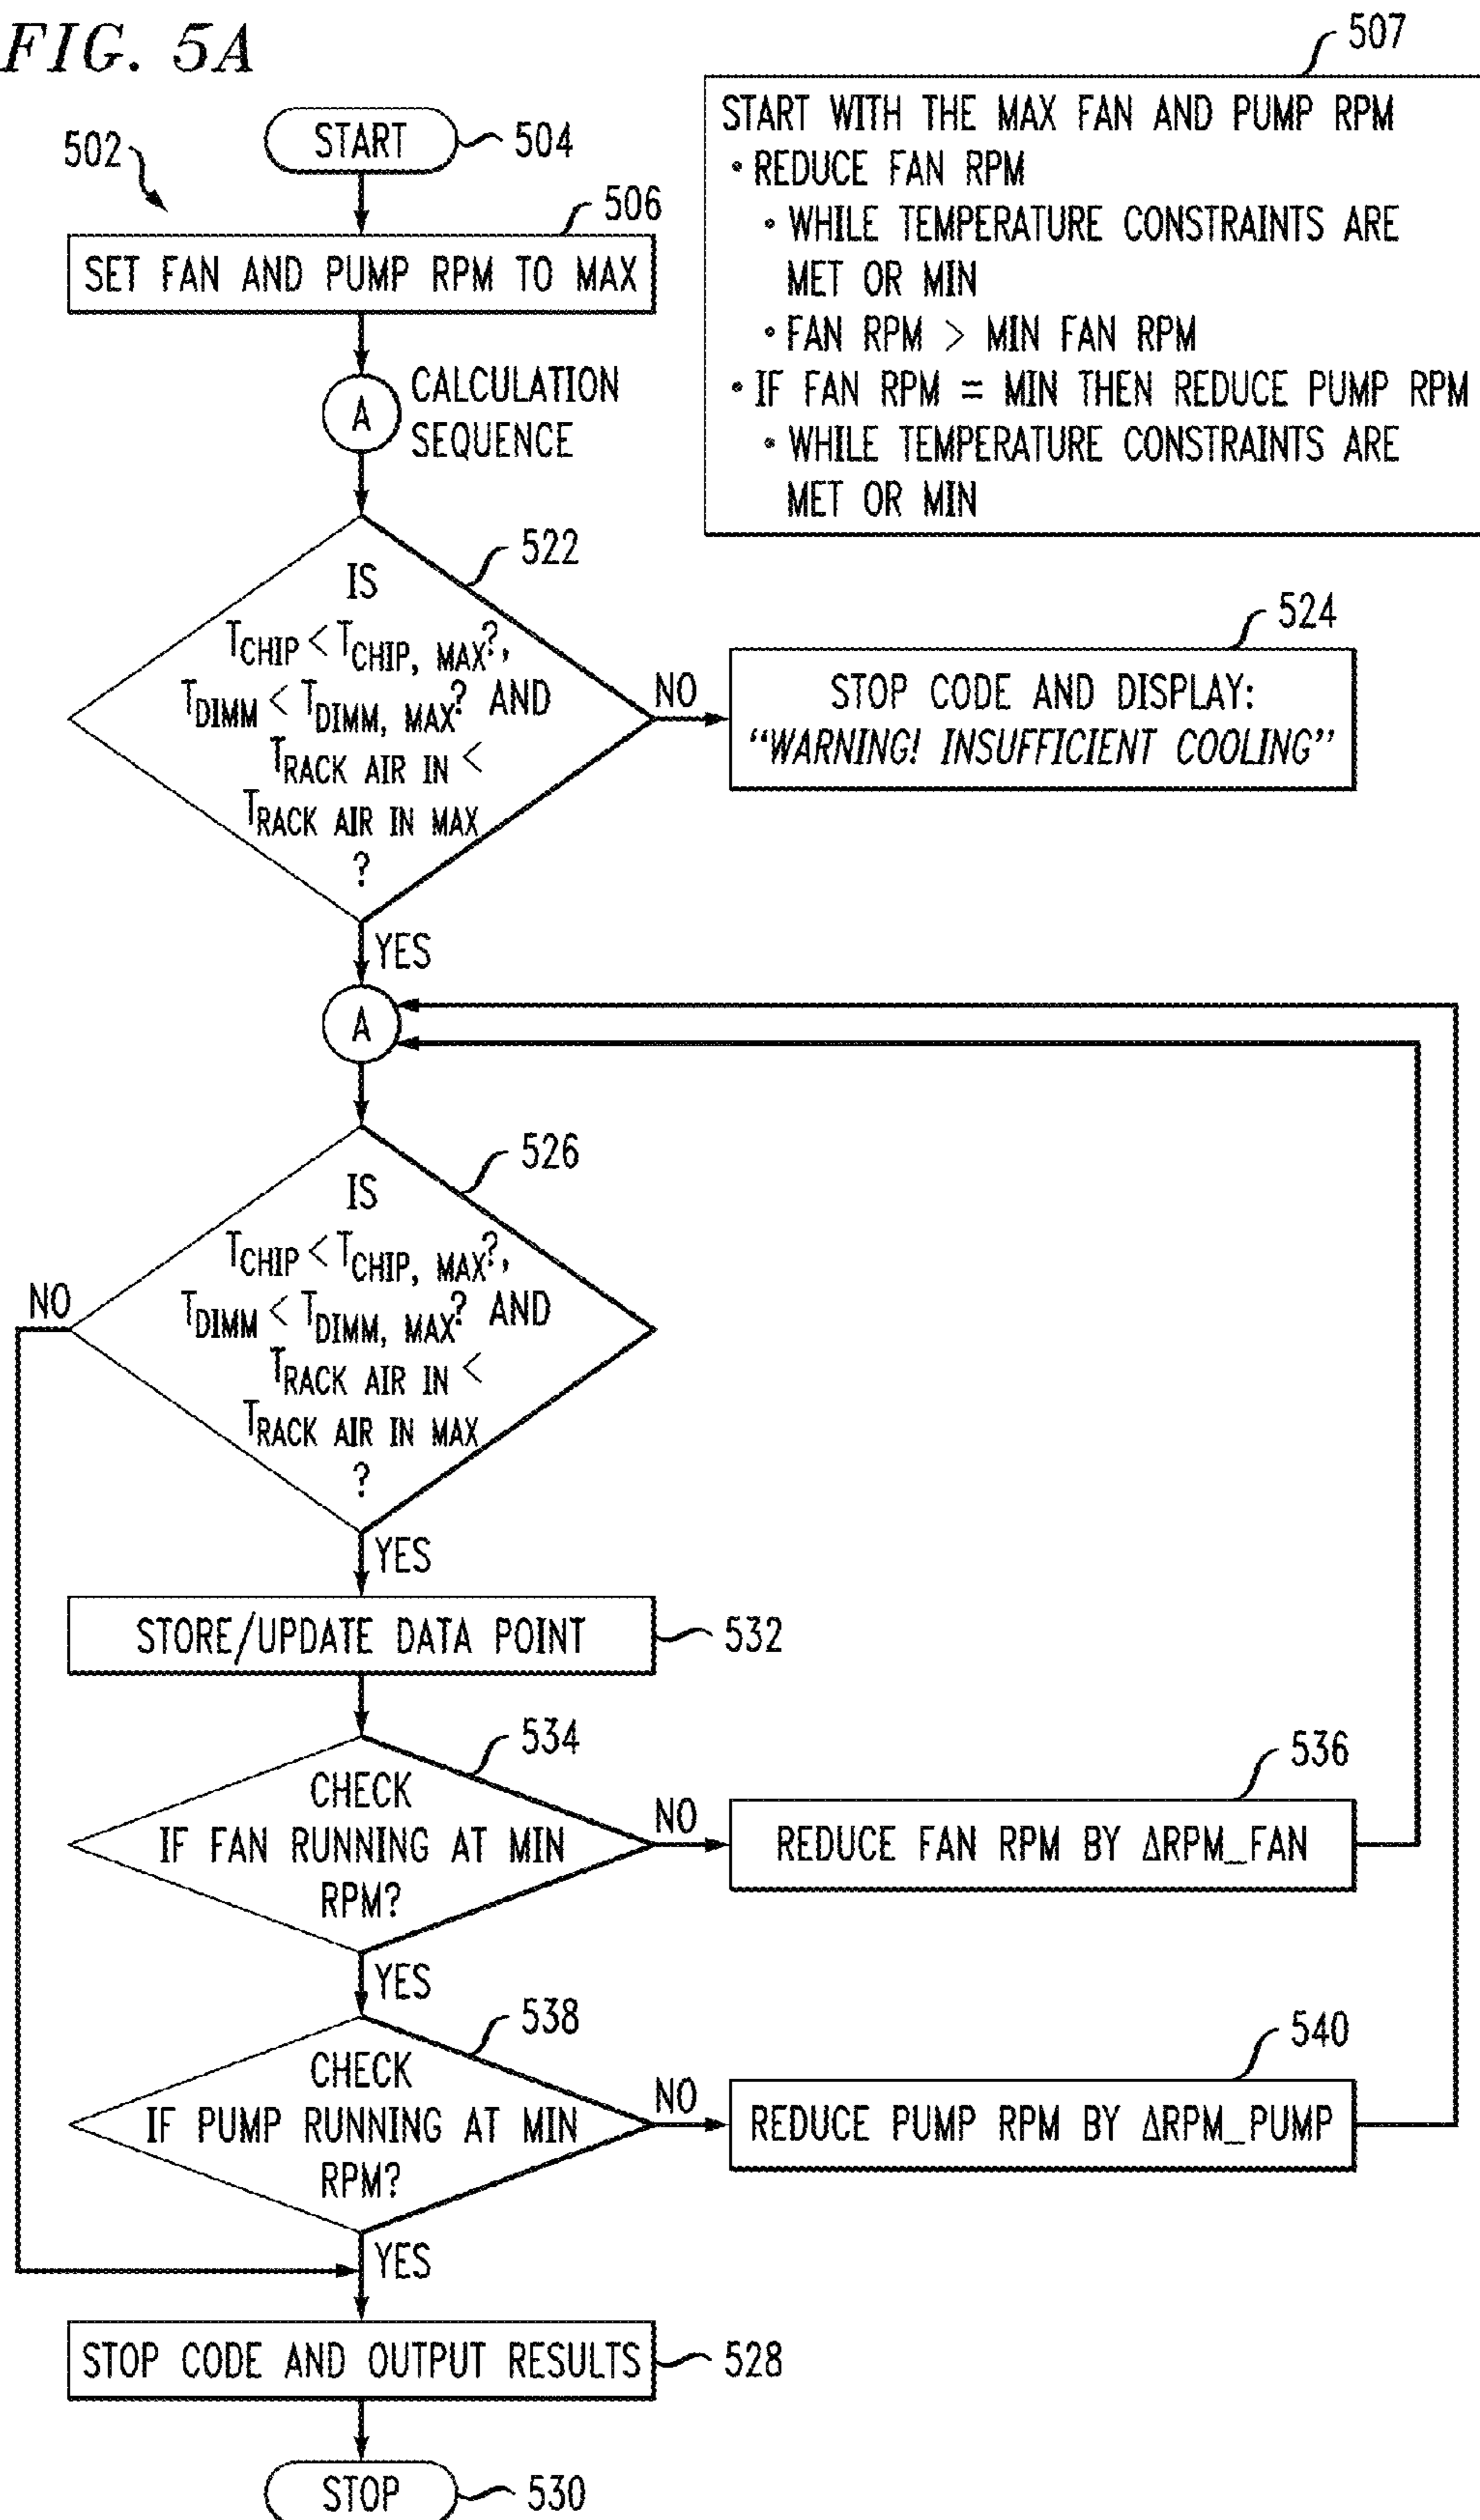 FIG. 5A
507
START WITH THE MAX FAN AND PUMP RPM
• REDUCE FAN RPM
• WHILE TEMPERATURE CONSTRAINTS ARE
MET OR MIN
• FAN RPM > MIN FAN RPM
• IF FAN RPM = MIN THEN REDUCE PUMP RPM
• WHILE TEMPERATURE CONSTRAINTS ARE
MET OR MIN
502
START
504
506
SET FAN AND PUMP RPM TO MAX
A
CALCULATION
SEQUENCE
522
IS
TCHIP < TCHIP, MAX?,
TDIMM < TDIMM, MAX? AND
TRACK AIR IN <
TRACK AIR IN MAX
?
NO
524
STOP CODE AND DISPLAY:
“WARNING! INSUFFICIENT COOLING”
YES
A
526
IS
TCHIP < TCHIP, MAX?,
TDIMM < TDIMM, MAX? AND
TRACK AIR IN <
TRACK AIR IN MAX
?
NO
YES
STORE/UPDATE DATA POINT
532
534
CHECK
IF FAN RUNNING AT MIN
RPM?
NO
536
REDUCE FAN RPM BY ΔRPM_FAN
YES
538
CHECK
IF PUMP RUNNING AT MIN
RPM?
NO
540
REDUCE PUMP RPM BY ΔRPM_PUMP
YES
STOP CODE AND OUTPUT RESULTS
528
STOP
530